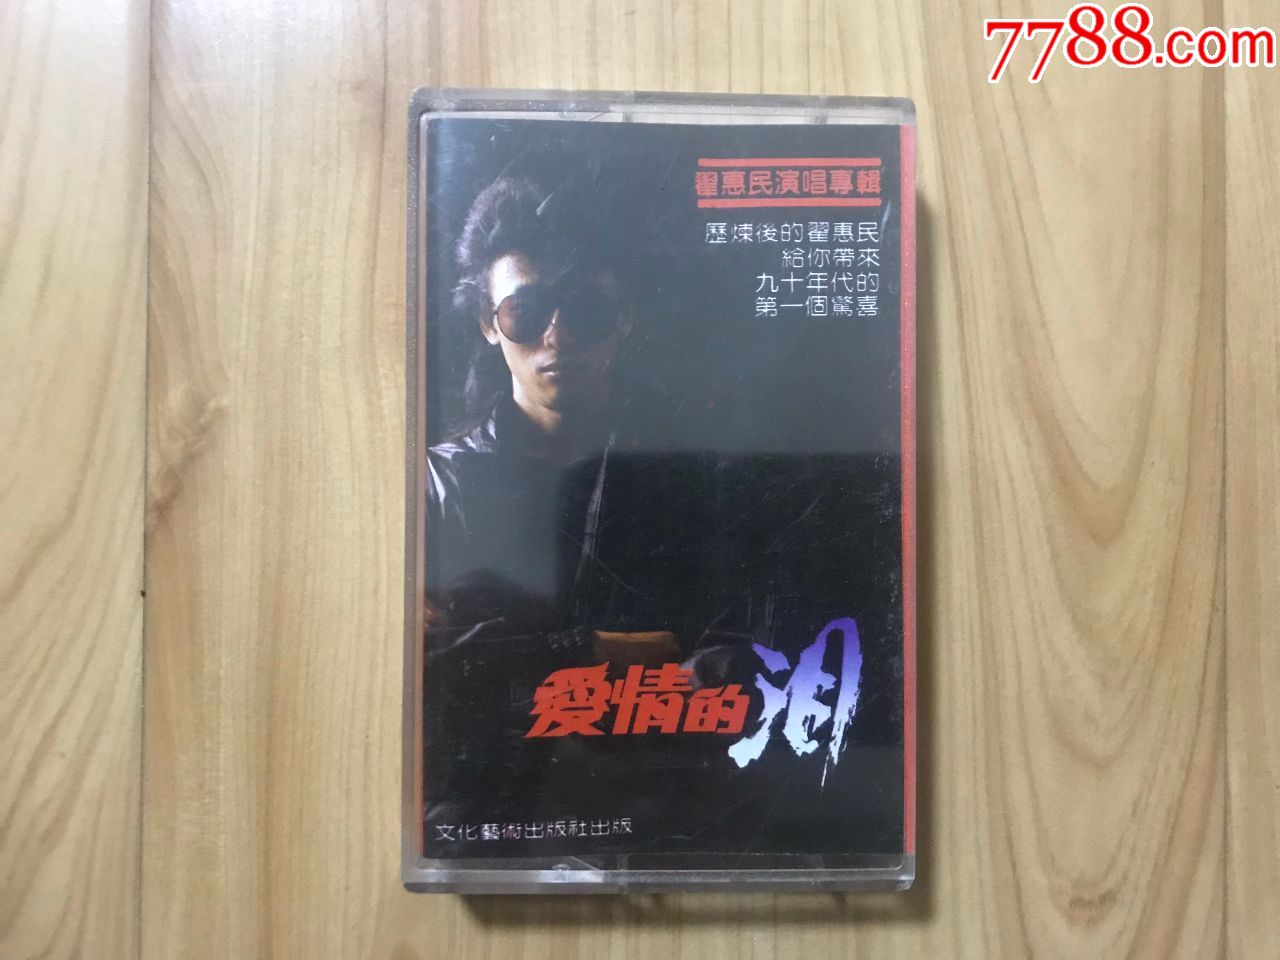 7788.com
翟惠民演唱專輯
歷煉後的翟惠民
給你帶來
九十年代的
第一個驚喜
愛情的泪
文化藝術出版社出版